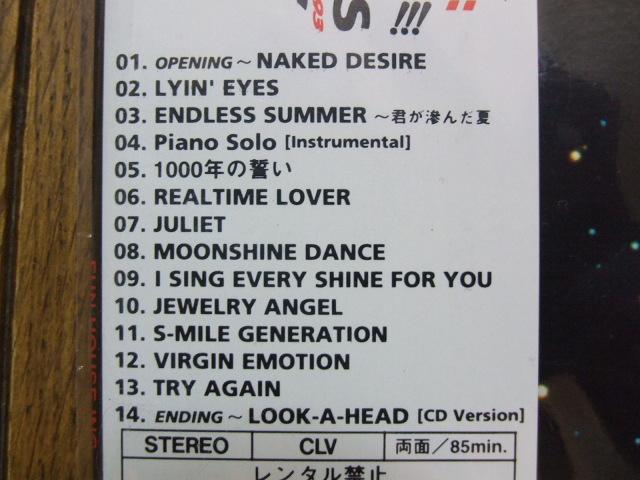 S !!! !!
01. OPENING ~ NAKED DESIRE
02. LYIN' EYES
03. ENDLESS SUMMER ~君が滲んだ夏
04. Piano Solo [Instrumental]
05. 1000年の誓い
06. REALTIME LOVER
07. JULIET
08. MOONSHINE DANCE
09. I SING EVERY SHINE FOR YOU
10. JEWELRY ANGEL
11. S-MILE GENERATION
12. VIRGIN EMOTION
13. TRY AGAIN
14. ENDING ~ LOOK-A-HEAD [CD Version]
STEREO CLV 両面/85min.
レンタル禁止